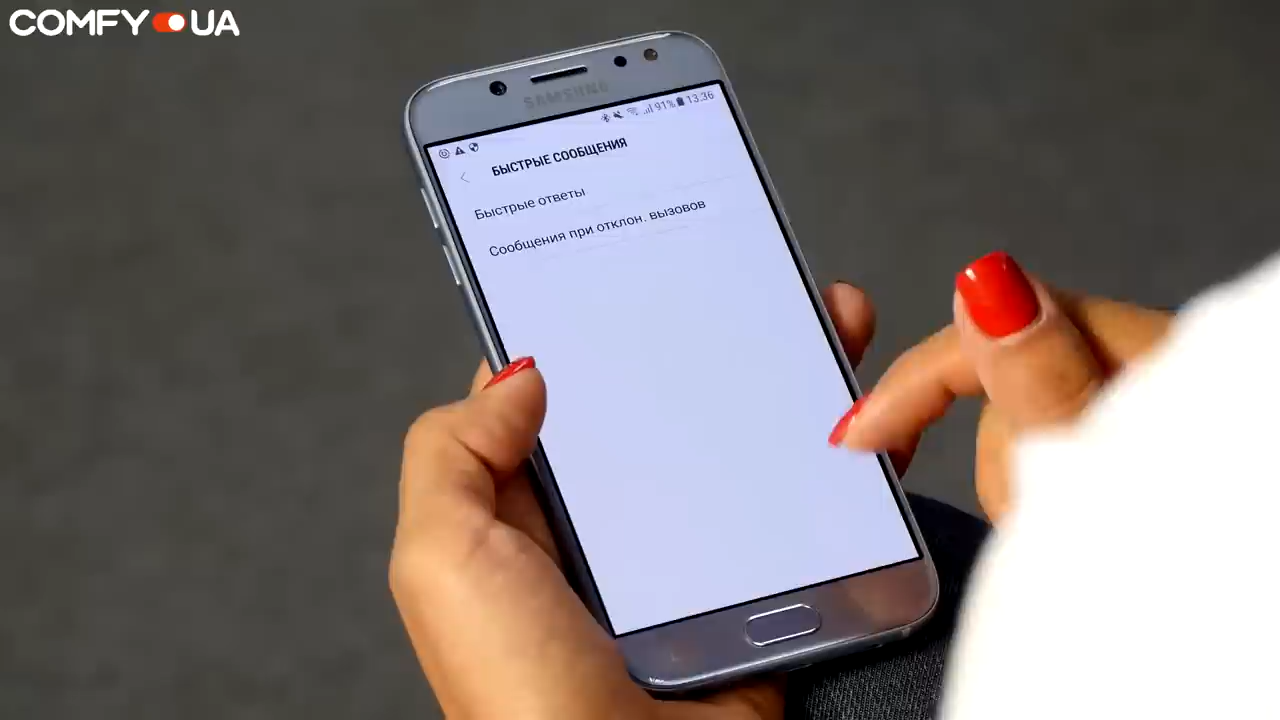 COMFY UA
SAMSUNG
91% 13:36
БЫСТРЫЕ СООБЩЕНИЯ
Быстрые ответы
Сообщения при отклон. вызовов